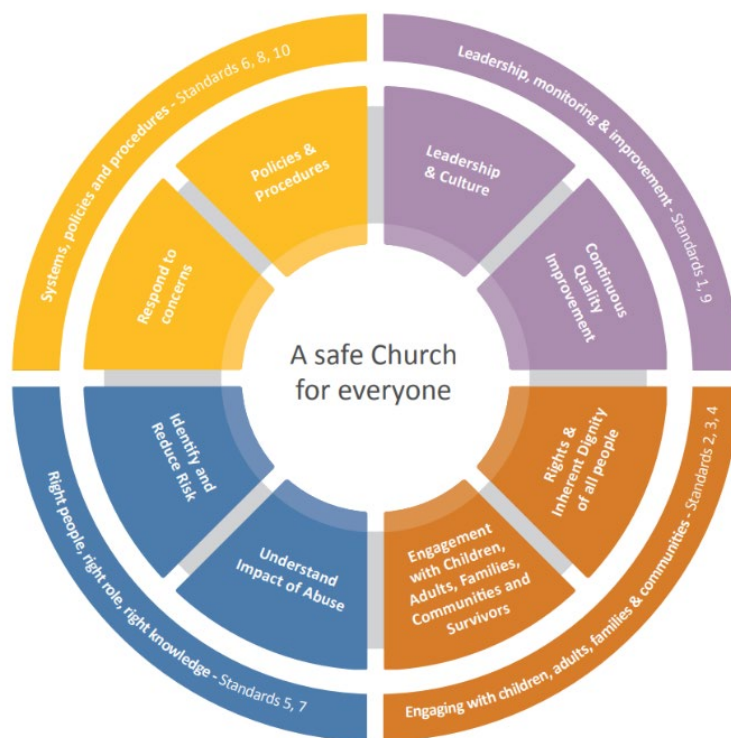 Systems, policies and procedures - Standards 6, 8, 10
Leadership, monitoring & improvement - Standards 1, 9
Policies &
Procedures
Leadership
& Culture
Respond to
concerns
Continuous
Quality
Improvement
A safe Church
for everyone
Identify and
Reduce Risk
Rights &
Inherent Dignity
of all people
Understand
Impact of Abuse
Engagement
with Children,
Adults, Families,
Communities and
Survivors
Right people, right role, right knowledge - Standards 5, 7
Engaging with children, adults, families & communities - Standards 2, 3, 4